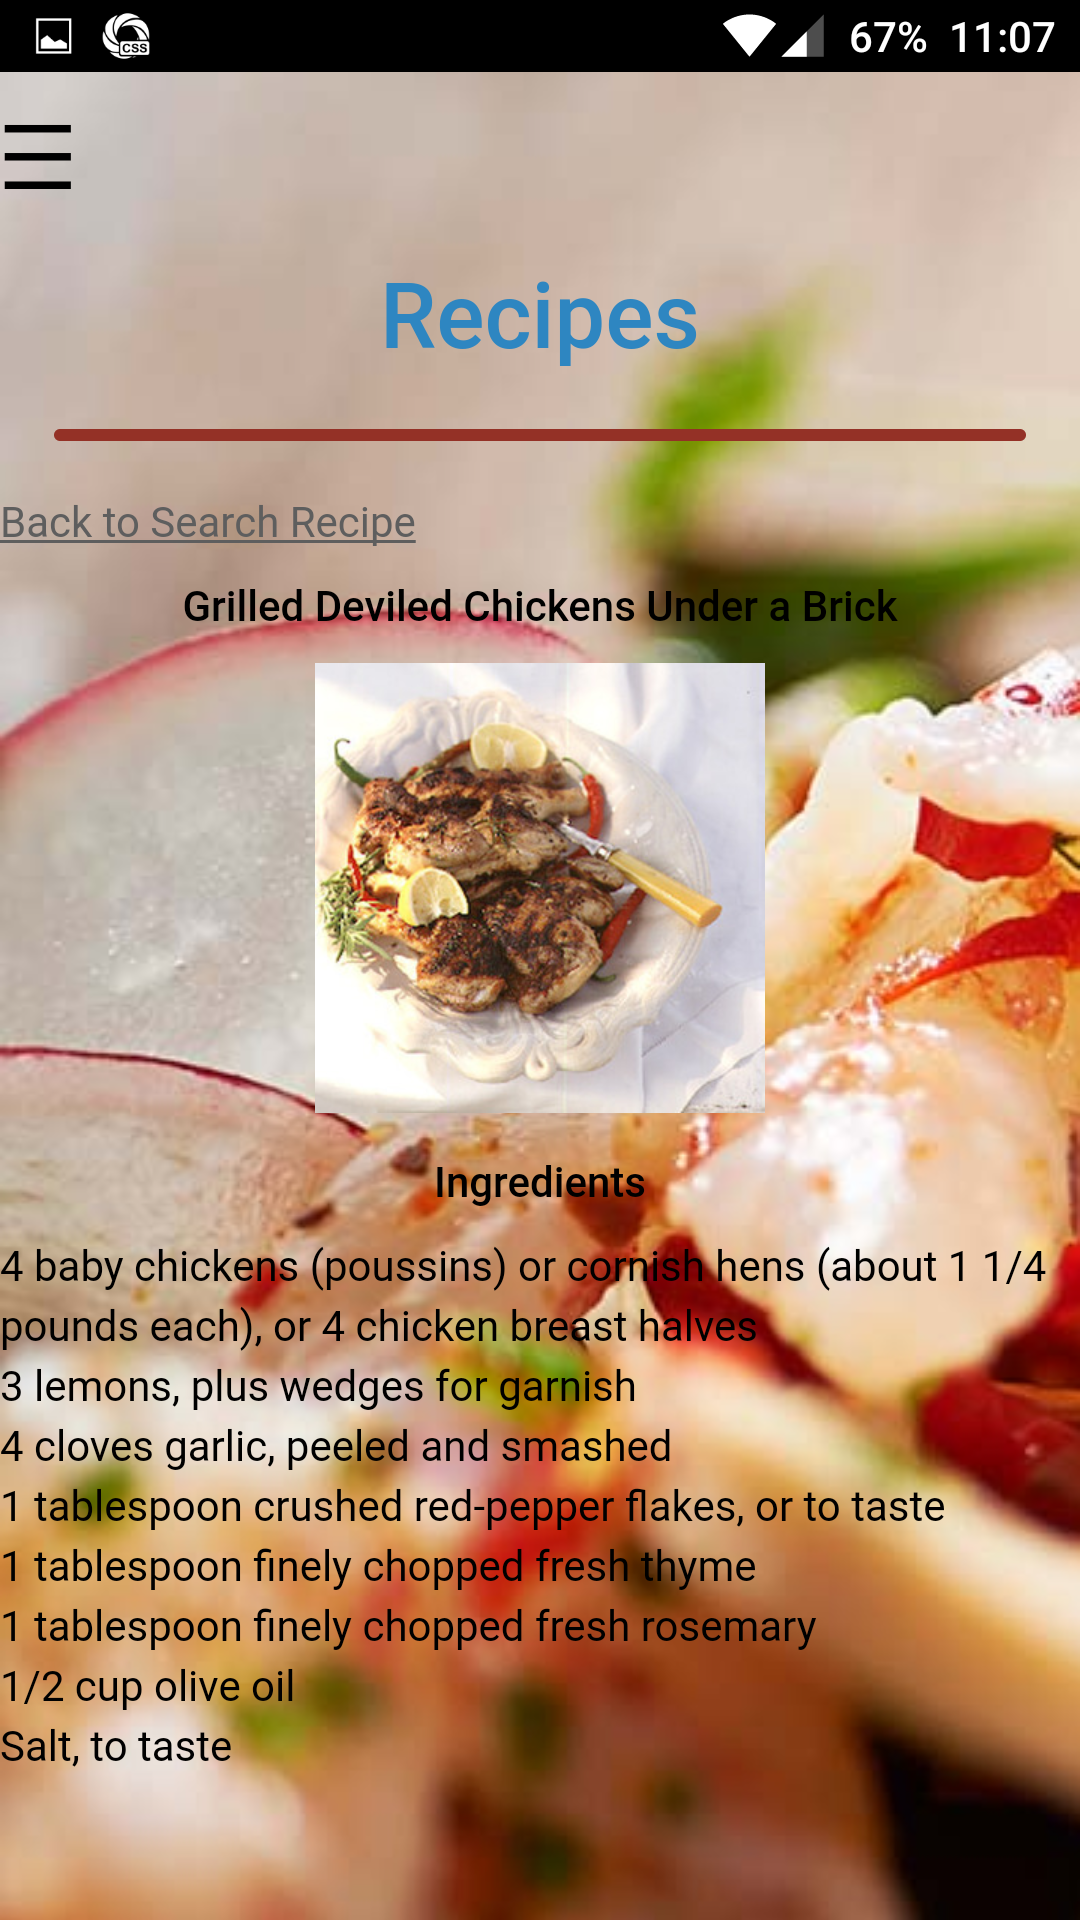 CSS
67% 11:07
Recipes
Back to Search Recipe
Grilled Deviled Chickens Under a Brick
Ingredients
4 baby chickens (poussins) or cornish hens (about 1 1/4
pounds each), or 4 chicken breast halves
3 lemons, plus wedges for garnish
4 cloves garlic, peeled and smashed
1 tablespoon crushed red-pepper flakes, or to taste
1 tablespoon finely chopped fresh thyme
1 tablespoon finely chopped fresh rosemary
1/2 cup olive oil
Salt, to taste